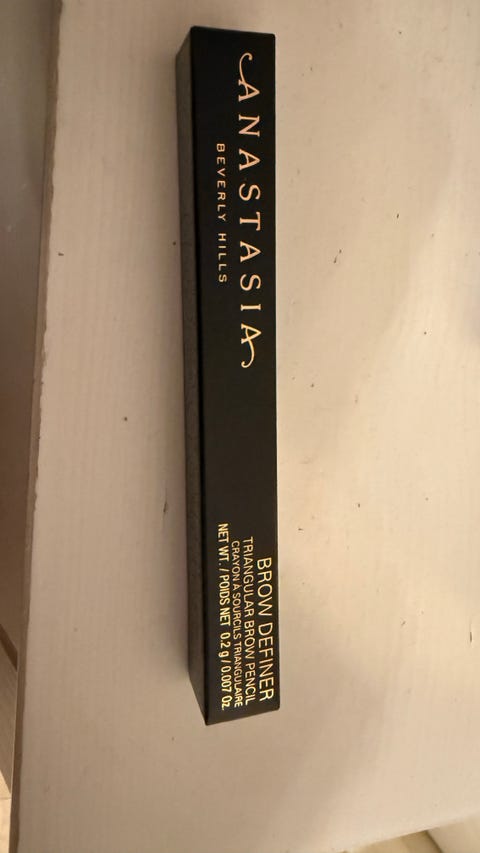 ANASTASIA
BEVERLY HILLS
BROW DEFINER
TRIANGULAR BROW PENCIL
CRAYON À SOURCILS TRIANGULAIRE
NET WT. / POIDS NET 0.2 g / 0.007 Oz.